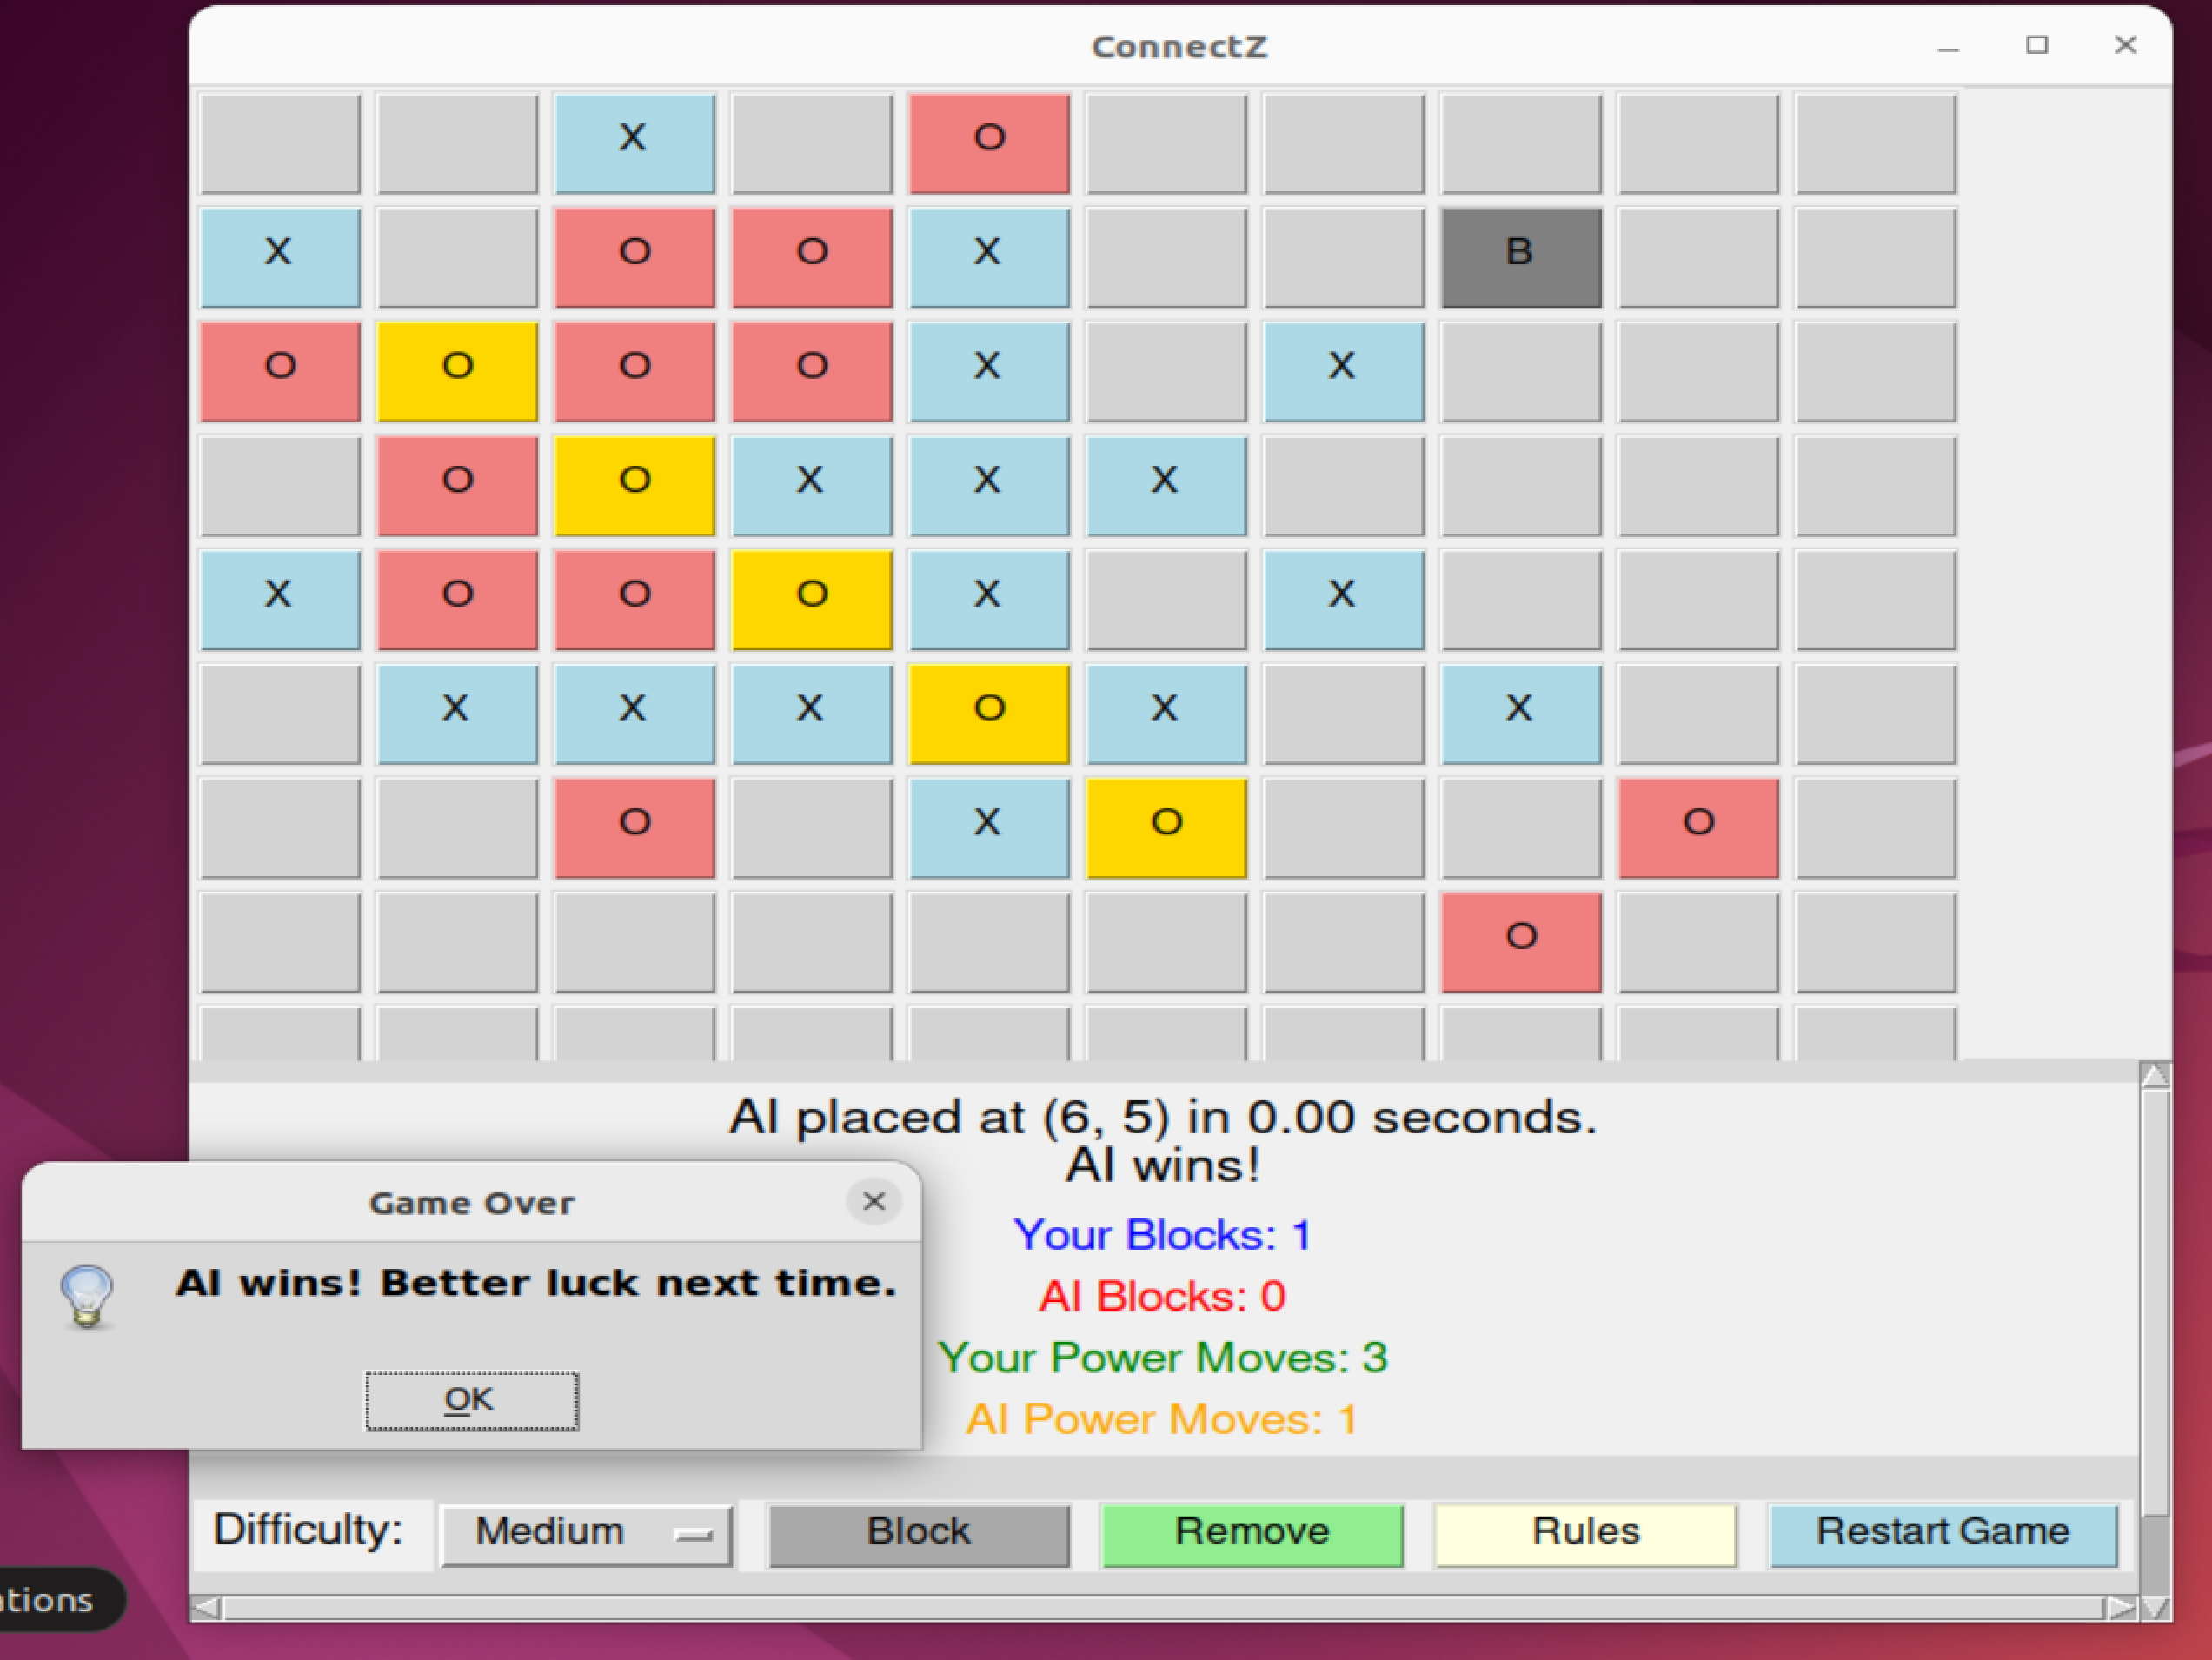 ConnectZ
X O
X O O X B
O O O O X X
O O X X X
X O O O X X
X X X O X X
O X O O
O
AI placed at (6, 5) in 0.00 seconds.
AI wins!
Your Blocks: 1
AI Blocks: 0
Your Power Moves: 3
AI Power Moves: 1
Game Over
AI wins! Better luck next time.
OK
Difficulty: Medium Block Remove Rules Restart Game
ations